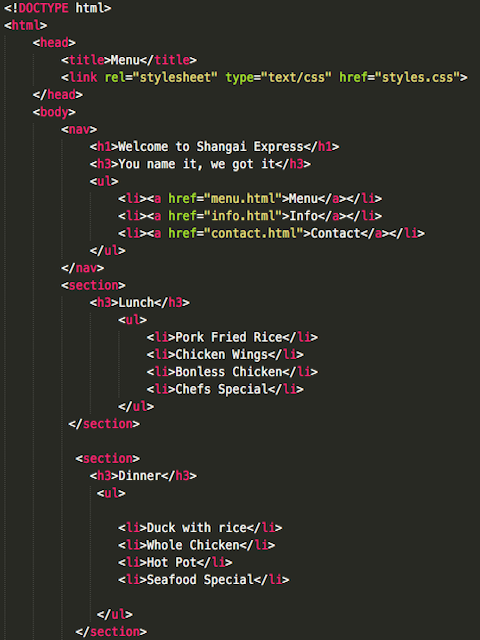 <!DOCTYPE html>
<html>
<head>
<title>Menu</title>
<link rel="stylesheet" type="text/css" href="styles.css">
</head>
<body>
<nav>
<h1>Welcome to Shangai Express</h1>
<h3>You name it, we got it</h3>
<ul>
<li><a href="menu.html">Menu</a></li>
<li><a href="info.html">Info</a></li>
<li><a href="contact.html">Contact</a></li>
</ul>
</nav>
<section>
<h3>Lunch</h3>
<ul>
<li>Pork Fried Rice</li>
<li>Chicken Wings</li>
<li>Bonless Chicken</li>
<li>Chefs Special</li>
</ul>
</section>
<section>
<h3>Dinner</h3>
<ul>
<li>Duck with rice</li>
<li>Whole Chicken</li>
<li>Hot Pot</li>
<li>Seafood Special</li>
</ul>
</section>